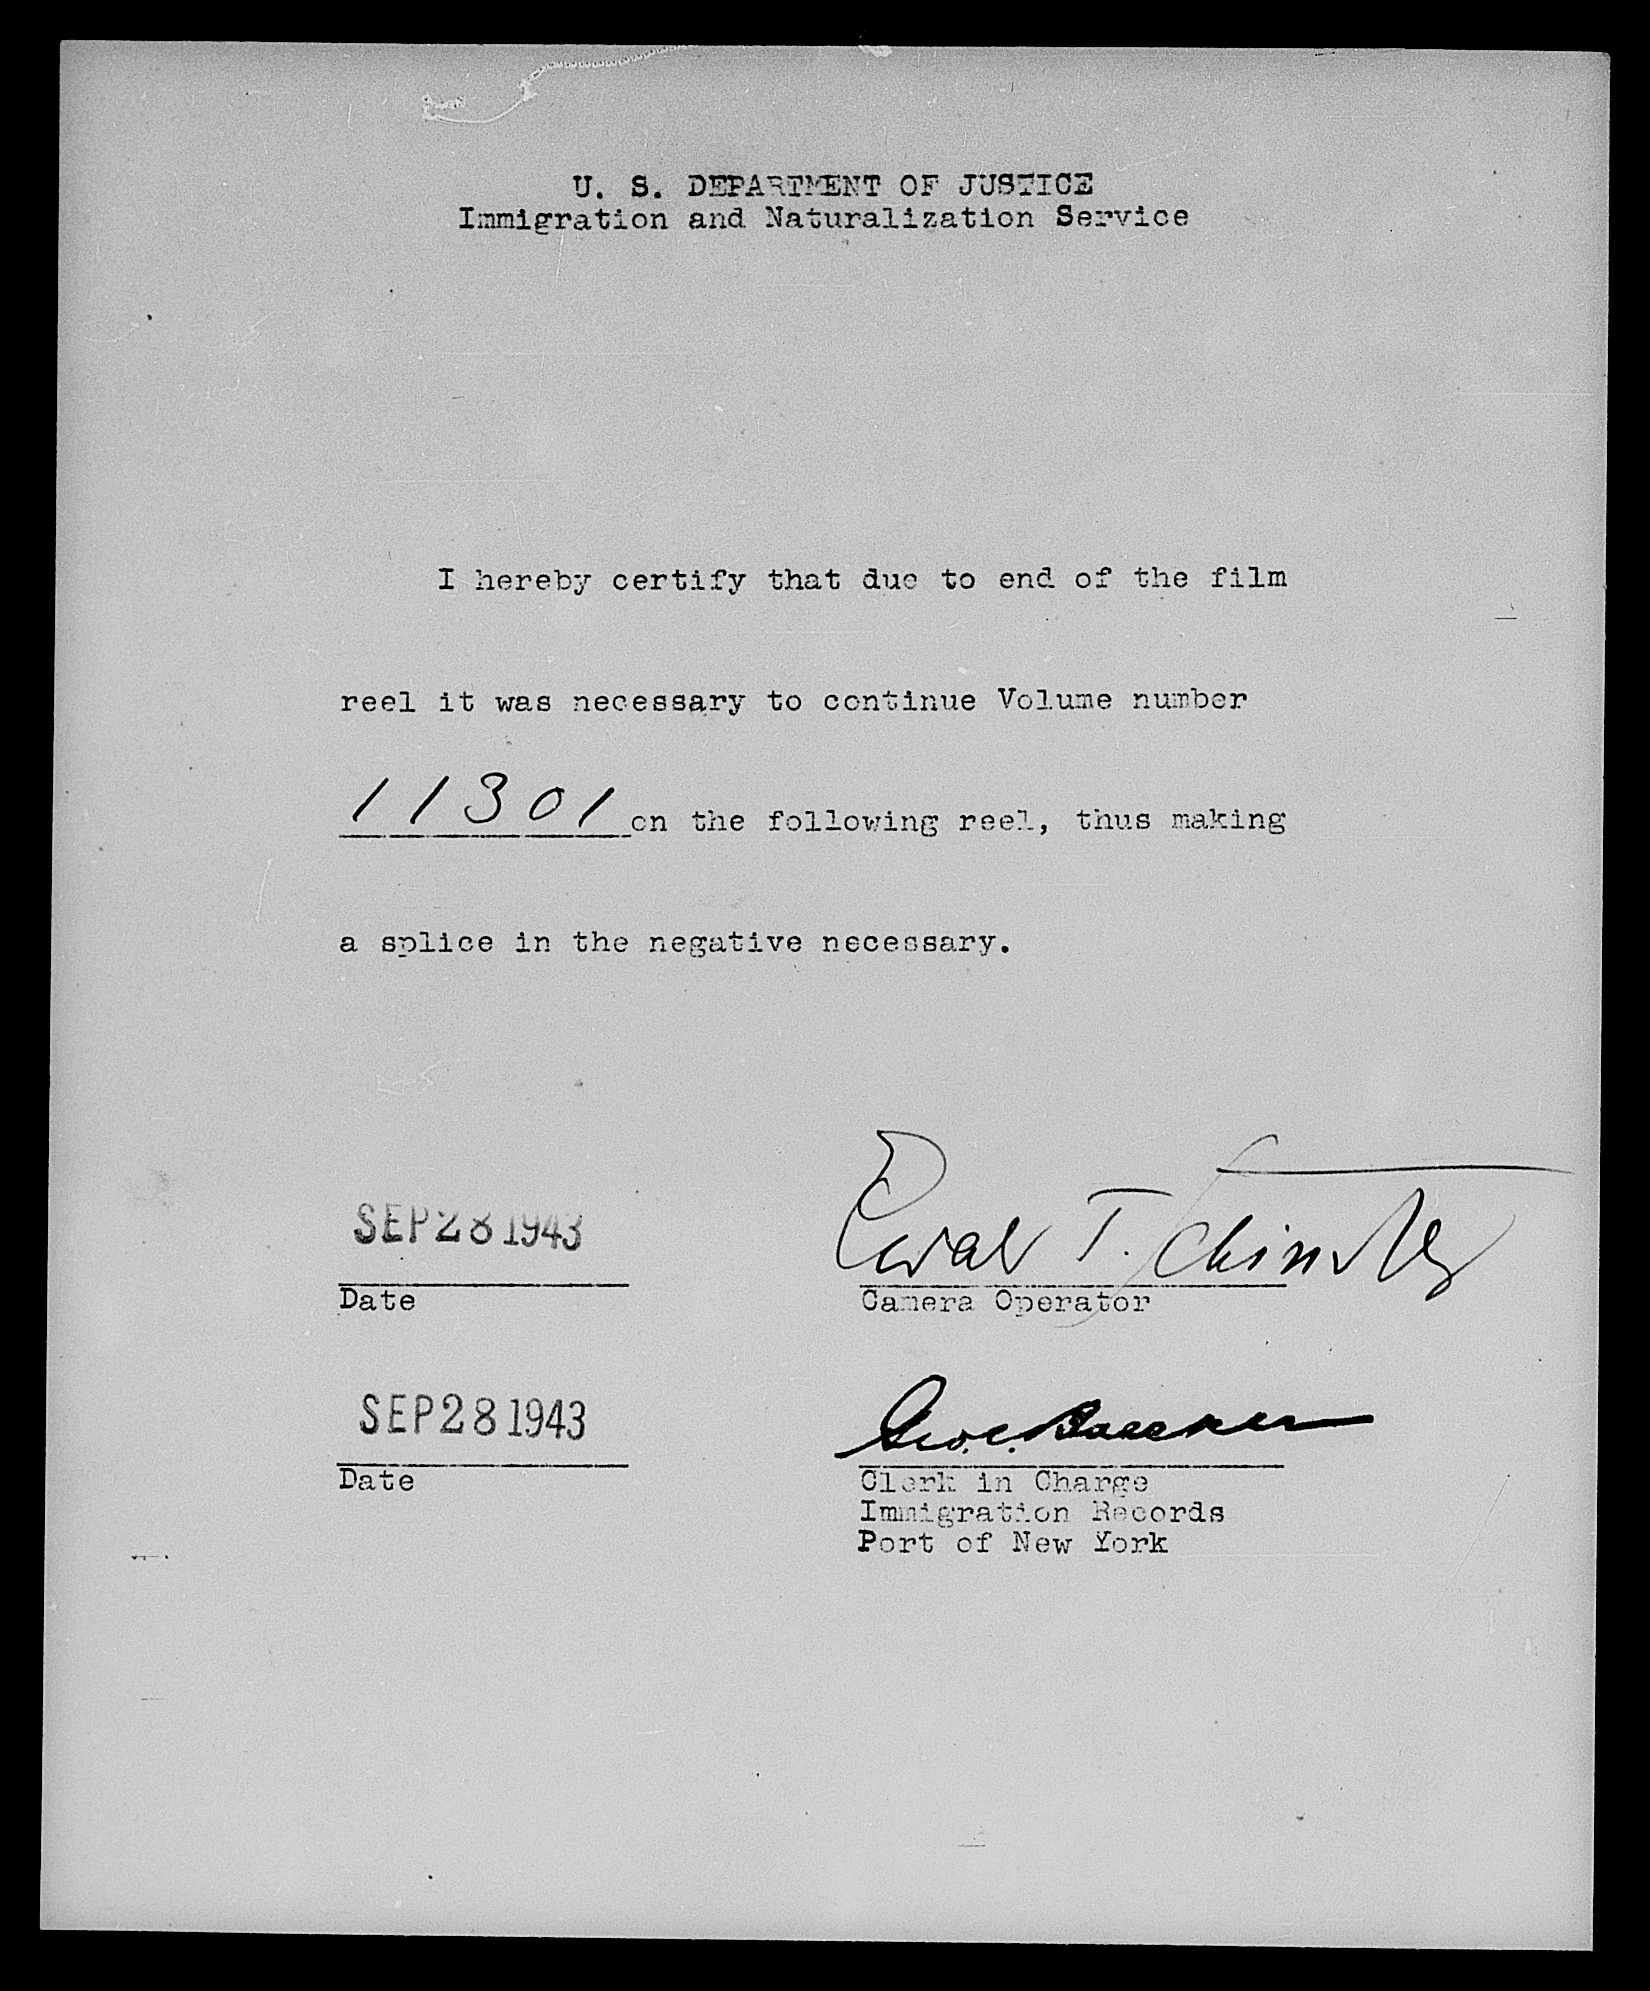 U. S. DEPARTMENT OF JUSTICE
Immigration and Naturalization Service
I hereby certify that due to end of the film
reel it was necessary to continue Volume number
11301 on the following reel, thus making
a splice in the negative necessary.
SEP 28 1943
Date
T.
Camera Operator
SEP 28 1943
Date
Geo. C. Baecker
Clerk in Charge
Immigration Records
Port of New York